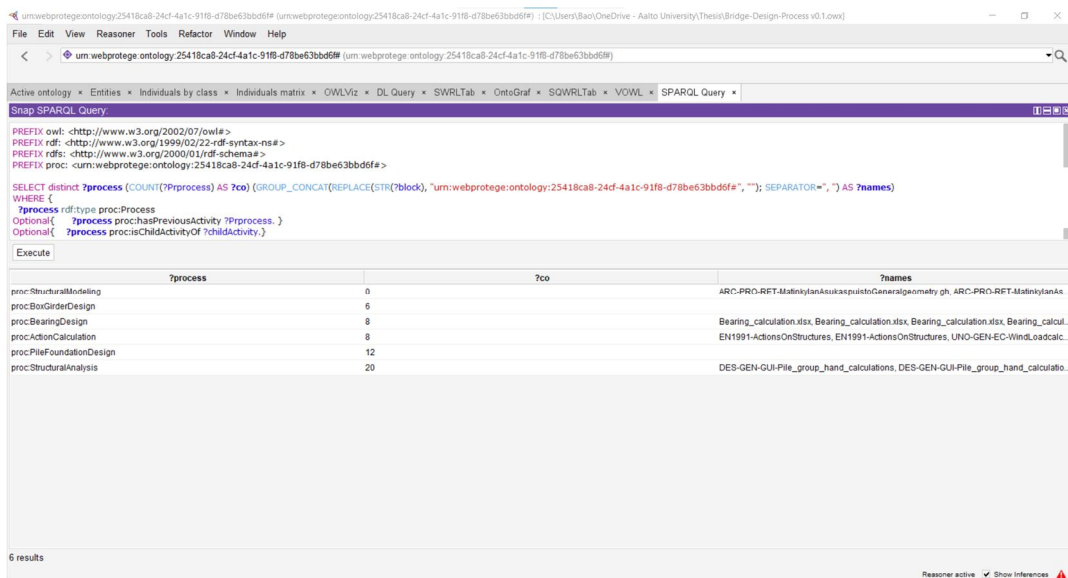 urn:webprotege:ontology:25418ca8-24cf-4a1c-91f8-d78be63bbd6f# (urn:webprotege:ontology:25418ca8-24cf-4a1c-91f8-d78be63bbd6f#) : [C:\Users\Bao\OneDrive - Aalto University\Thesis\Bridge-Design-Process v0.1.owx]
File Edit View Reasoner Tools Refactor Window Help
< > urn:webprotege:ontology:25418ca8-24cf-4a1c-91f8-d78be63bbd6f# (urn:webprotege:ontology:25418ca8-24cf-4a1c-91f8-d78be63bbd6f#)
Active ontology × Entities × Individuals by class × Individuals matrix × OWLViz × DL Query × SWRLTab × OntoGraf × SQWRLTab × VOWL × SPARQL Query ×
Snap SPARQL Query:
PREFIX owl: <http://www.w3.org/2002/07/owl#>
PREFIX rdf: <http://www.w3.org/1999/02/22-rdf-syntax-ns#>
PREFIX rdfs: <http://www.w3.org/2000/01/rdf-schema#>
PREFIX proc: <urn:webprotege:ontology:25418ca8-24cf-4a1c-91f8-d78be63bbd6f#>
SELECT distinct ?process (COUNT(?Prprocess) AS ?co) (GROUP_CONCAT(REPLACE(STR(?block), "urn:webprotege:ontology:25418ca8-24cf-4a1c-91f8-d78be63bbd6f#", ""); SEPARATOR=", ") AS ?names)
WHERE {
?process rdf:type proc:Process
Optional{ ?process proc:hasPreviousActivity ?Prprocess. }
Optional{ ?process proc:isChildActivityOf ?childActivity.}
Execute
?process ?co ?names
proc:StructuralModeling 0 ARC-PRO-RET-MatinkylanAsukaspuistoGeneralgeometry.gh, ARC-PRO-RET-MatinkylanAs...
proc:BoxGirderDesign 6
proc:BearingDesign 8 Bearing_calculation.xlsx, Bearing_calculation.xlsx, Bearing_calculation.xlsx, Bearing_calcul...
proc:ActionCalculation 8 EN1991-ActionsOnStructures, EN1991-ActionsOnStructures, UNO-GEN-EC-WindLoadcalc...
proc:PileFoundationDesign 12
proc:StructuralAnalysis 20 DES-GEN-GUI-Pile_group_hand_calculations, DES-GEN-GUI-Pile_group_hand_calculatio...
6 results
Reasoner active Show Inferences